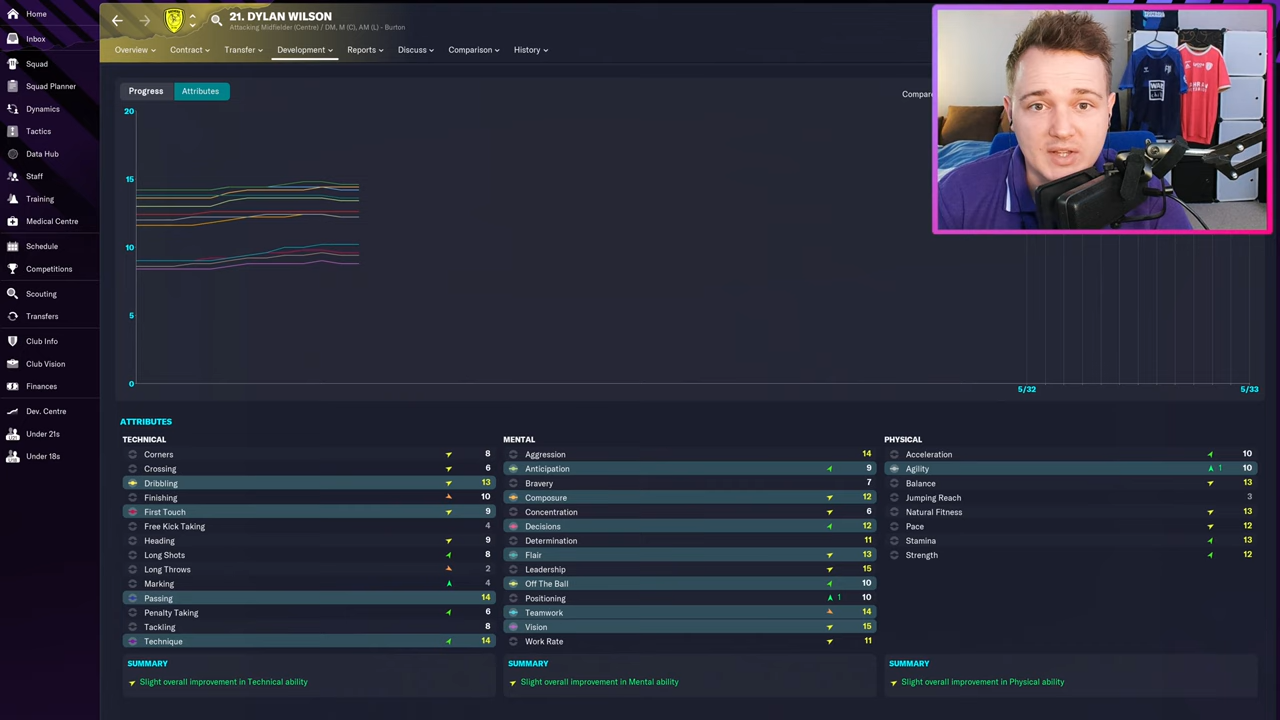 Home
Inbox
Squad
Squad Planner
Dynamics
Tactics
Data Hub
Staff
Training
Medical Centre
Schedule
Competitions
Scouting
Transfers
Club Info
Club Vision
Finances
Dev. Centre
Under 21s
Under 18s
21. DYLAN WILSON
Attacking Midfielder (Centre) / DM, M (C), AM (L) - Burton
Overview Contract Transfer Development Reports Discuss Comparison History
Progress Attributes
Compare
20
15
10
5
0
5/32 5/33
ATTRIBUTES
TECHNICAL
Corners 8
Crossing 6
Dribbling 13
Finishing 10
First Touch 9
Free Kick Taking 4
Heading 9
Long Shots 8
Long Throws 2
Marking 4
Passing 14
Penalty Taking 6
Tackling 8
Technique 14
SUMMARY
Slight overall improvement in Technical ability
MENTAL
Aggression 14
Anticipation 9
Bravery 7
Composure 12
Concentration 6
Decisions 12
Determination 11
Flair 13
Leadership 15
Off The Ball 10
Positioning 1 10
Teamwork 14
Vision 15
Work Rate 11
SUMMARY
Slight overall improvement in Mental ability
PHYSICAL
Acceleration 10
Agility 1 10
Balance 13
Jumping Reach 3
Natural Fitness 13
Pace 12
Stamina 13
Strength 12
SUMMARY
Slight overall improvement in Physical ability